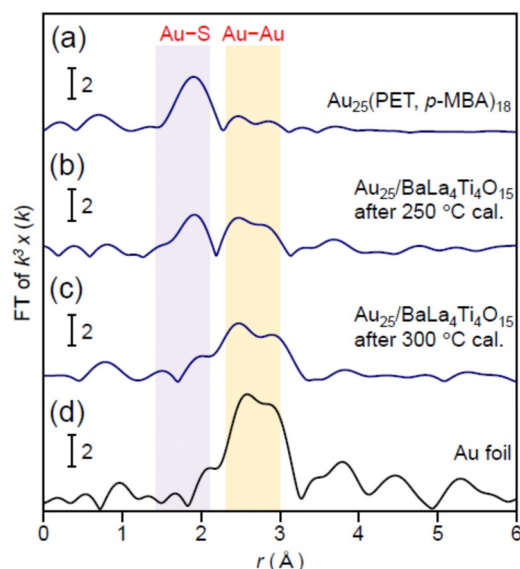 Au−S Au−Au
(a)
2
Au25(PET, p-MBA)18
(b)
2
Au25/BaLa4Ti4O15
after 250 °C cal.
(c)
2
Au25/BaLa4Ti4O15
after 300 °C cal.
(d)
2
Au foil
FT of k³ x (k)
0 1 2 3 4 5 6
r (Å)